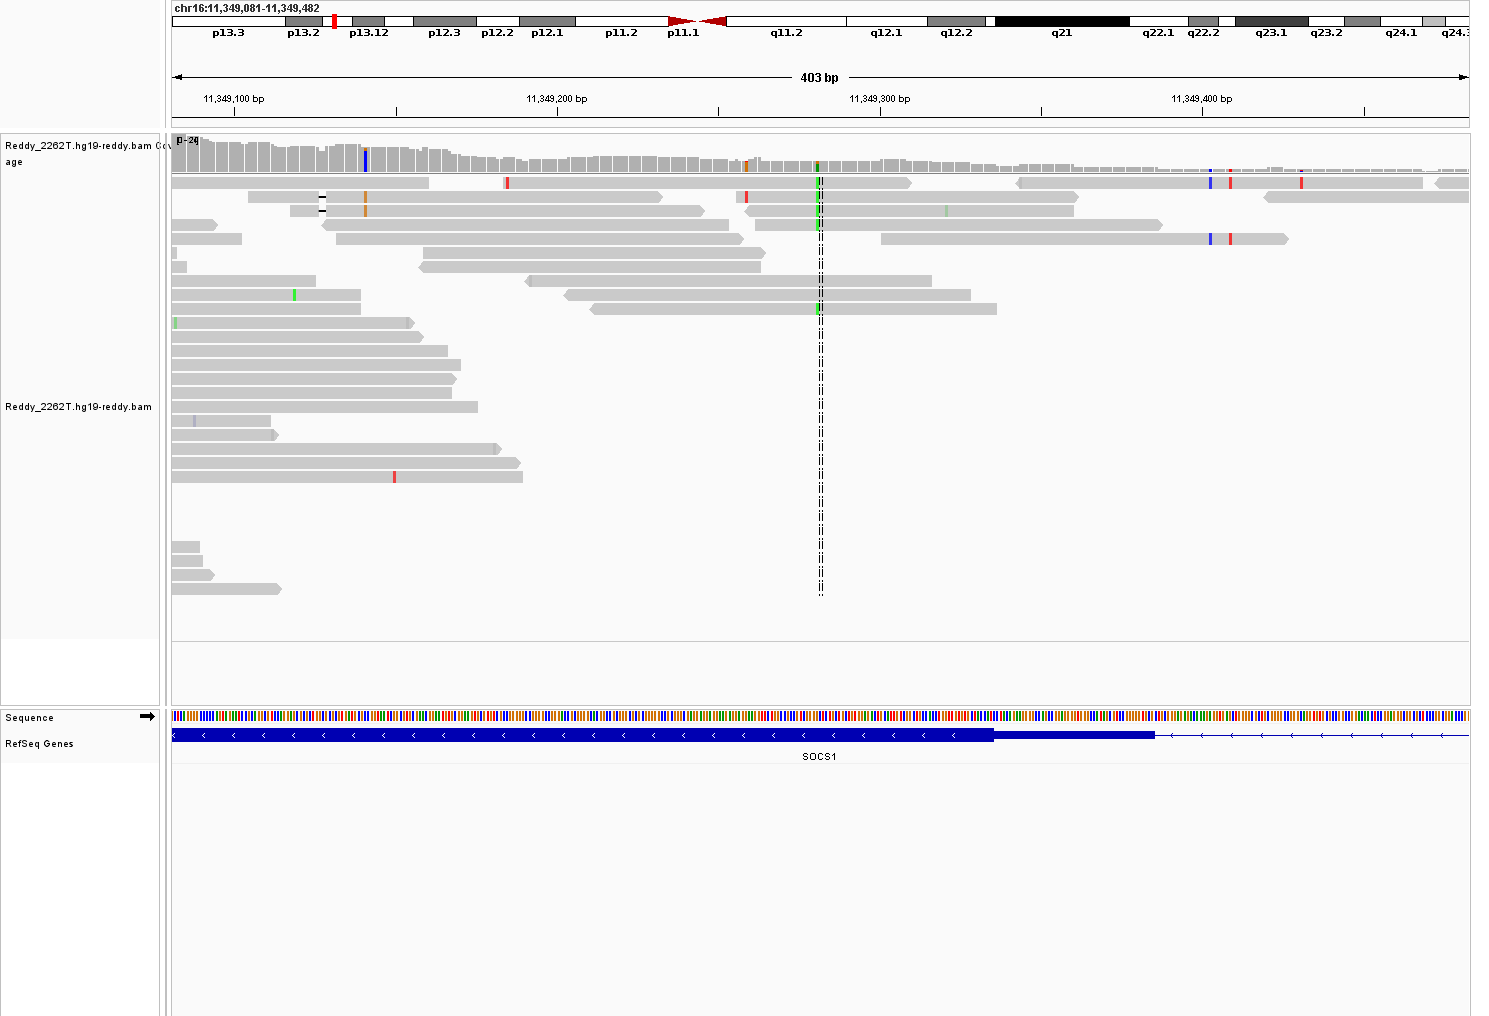 chr16:11,349,081-11,349,482
p13.3 p13.2 p13.12 p12.3 p12.2 p12.1 p11.2 p11.1 q11.2 q12.1 q12.2 q21 q22.1 q22.2 q23.1 q23.2 q24.1
403 bp
11,349,100 bp 11,349,200 bp 11,349,300 bp 11,349,400 bp
Reddy_2262T.hg19-reddy.bam Cov
age
Reddy_2262T.hg19-reddy.bam
Sequence
RefSeq Genes
SOCS1